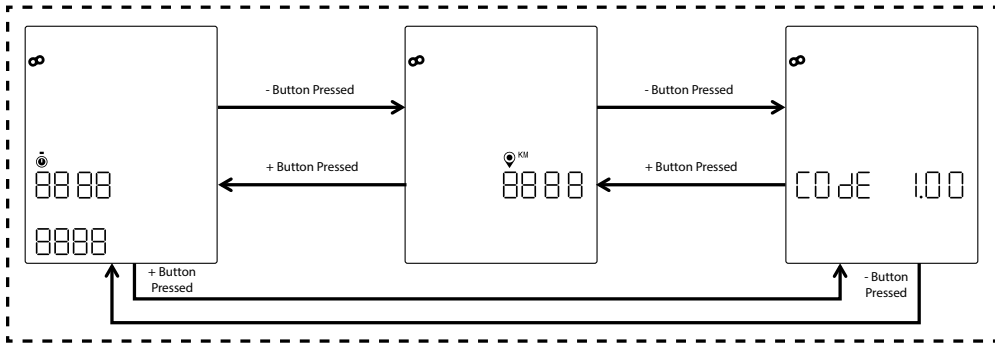 - Button Pressed
- Button Pressed
KM
+ Button Pressed
+ Button Pressed
8888
8888
CODE 1.00
8888
+ Button
Pressed
- Button
Pressed